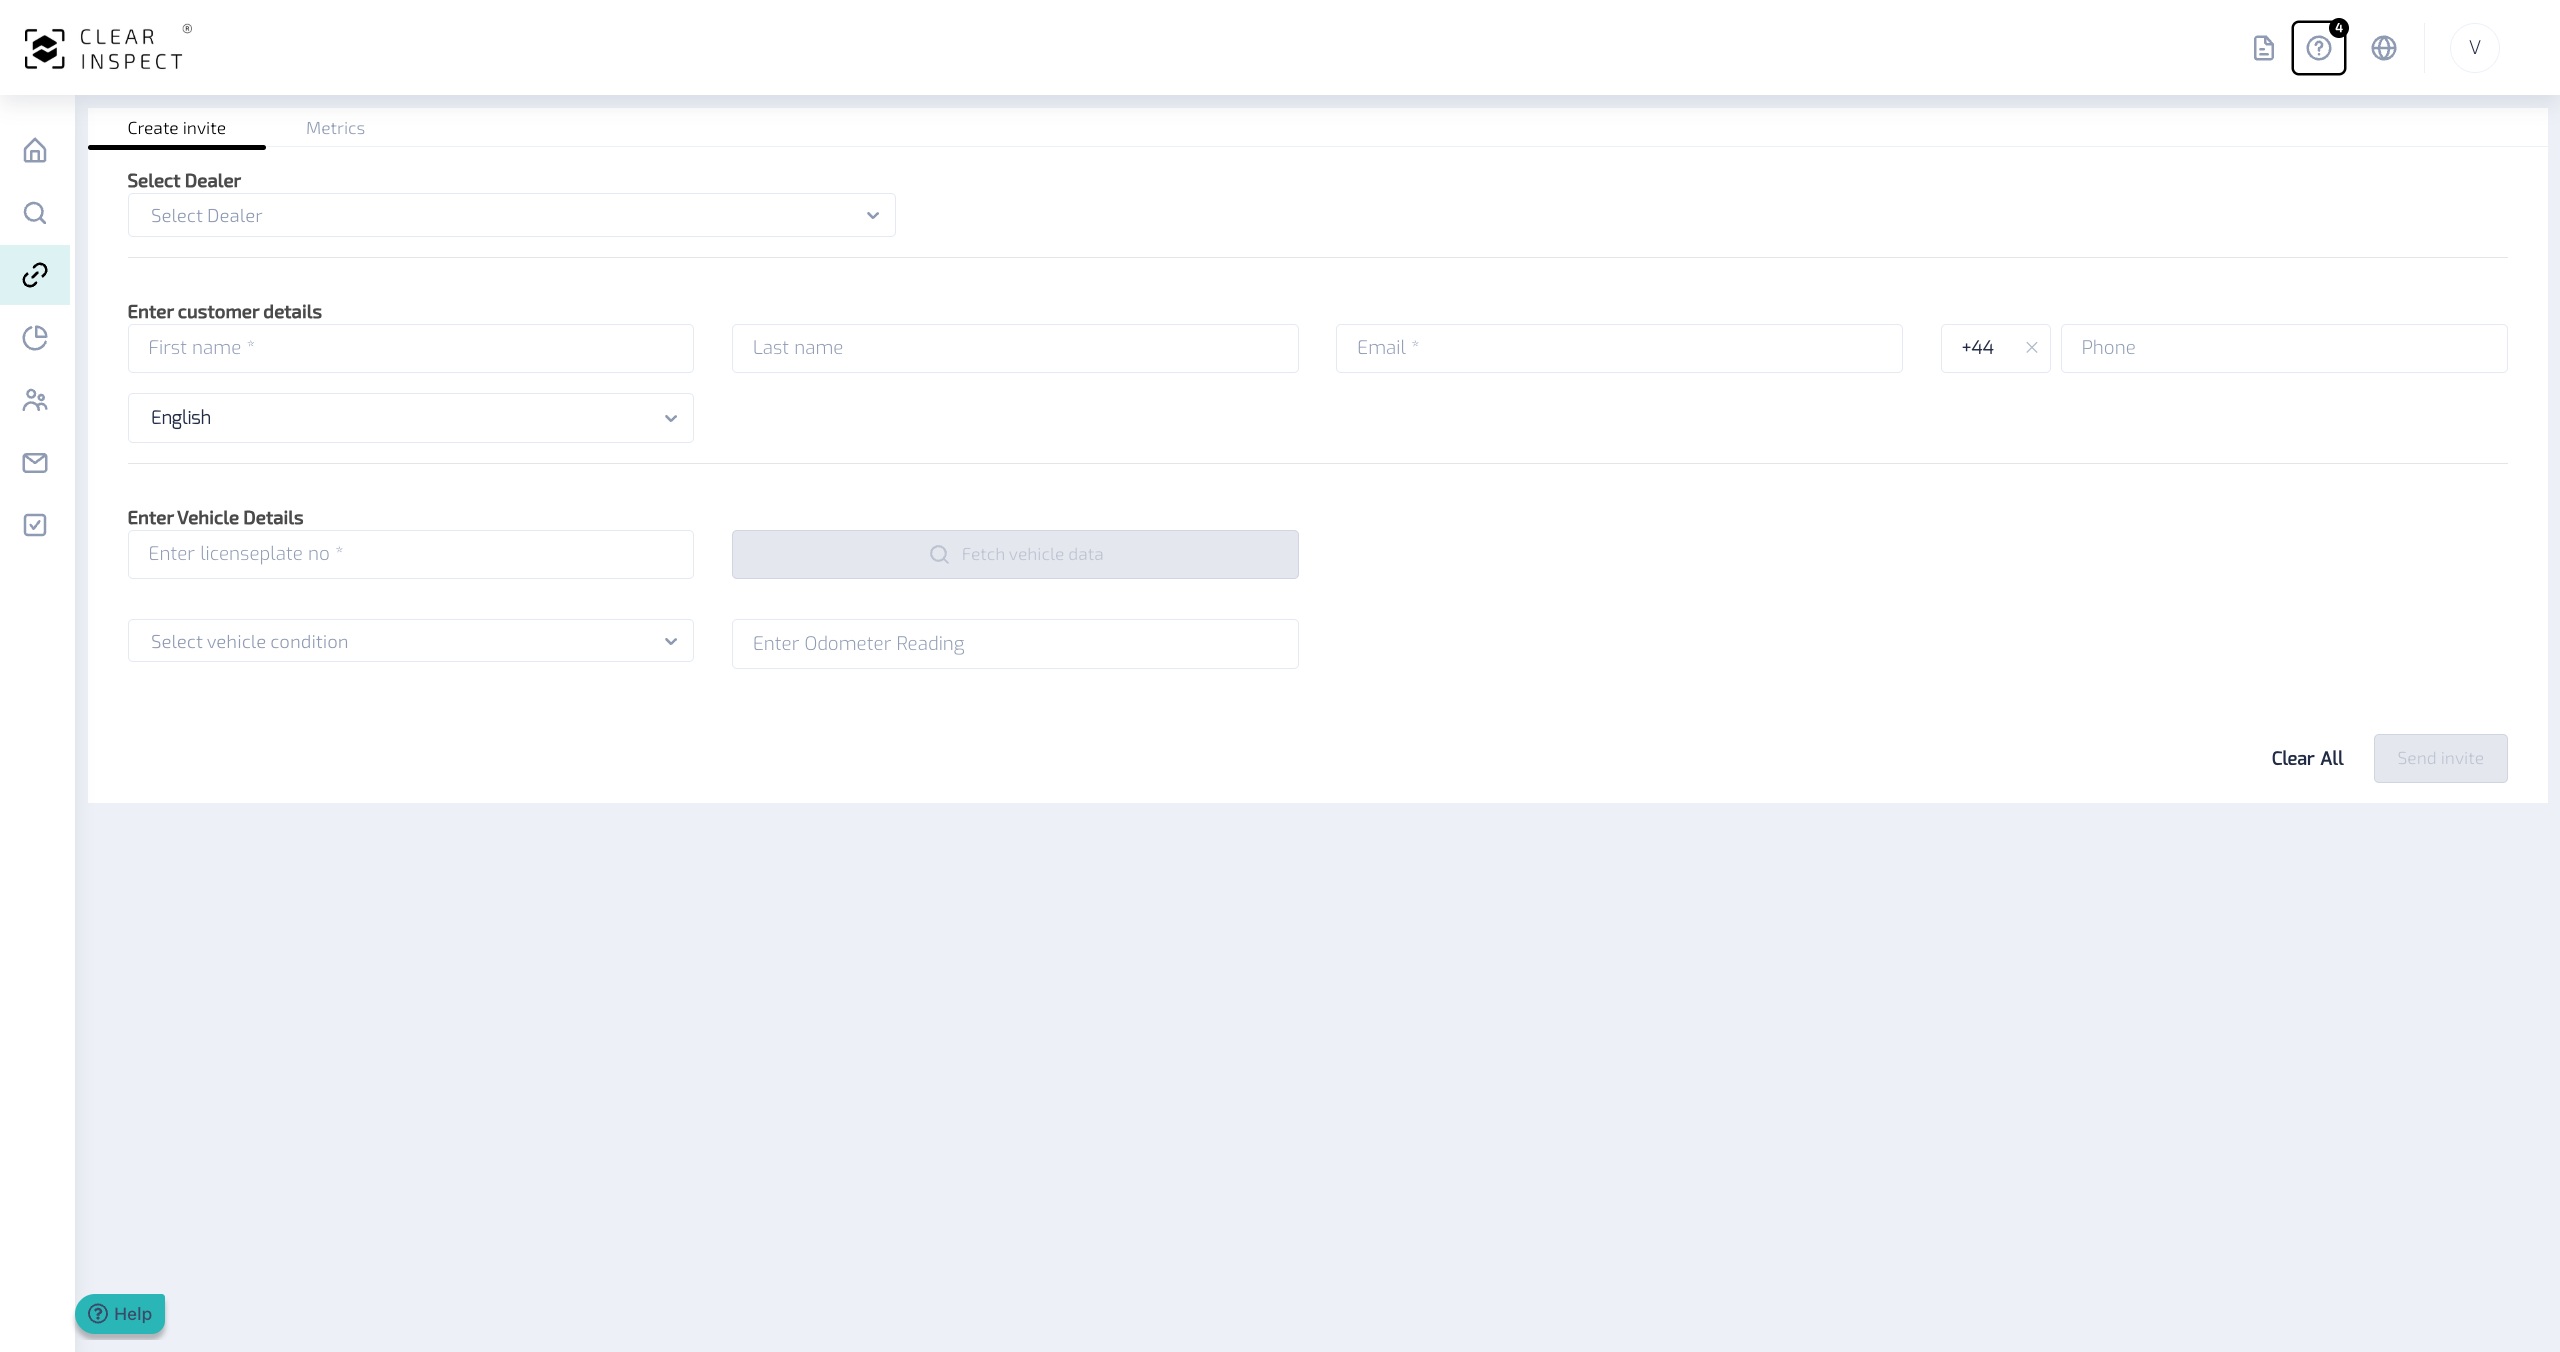 CLEAR ®
INSPECT
4
V
Create invite
Metrics
Select Dealer
Select Dealer
Enter customer details
First name *
Last name
Email *
+44
Phone
English
Enter Vehicle Details
Enter licenseplate no *
Fetch vehicle data
Select vehicle condition
Enter Odometer Reading
Clear All
Send invite
Help